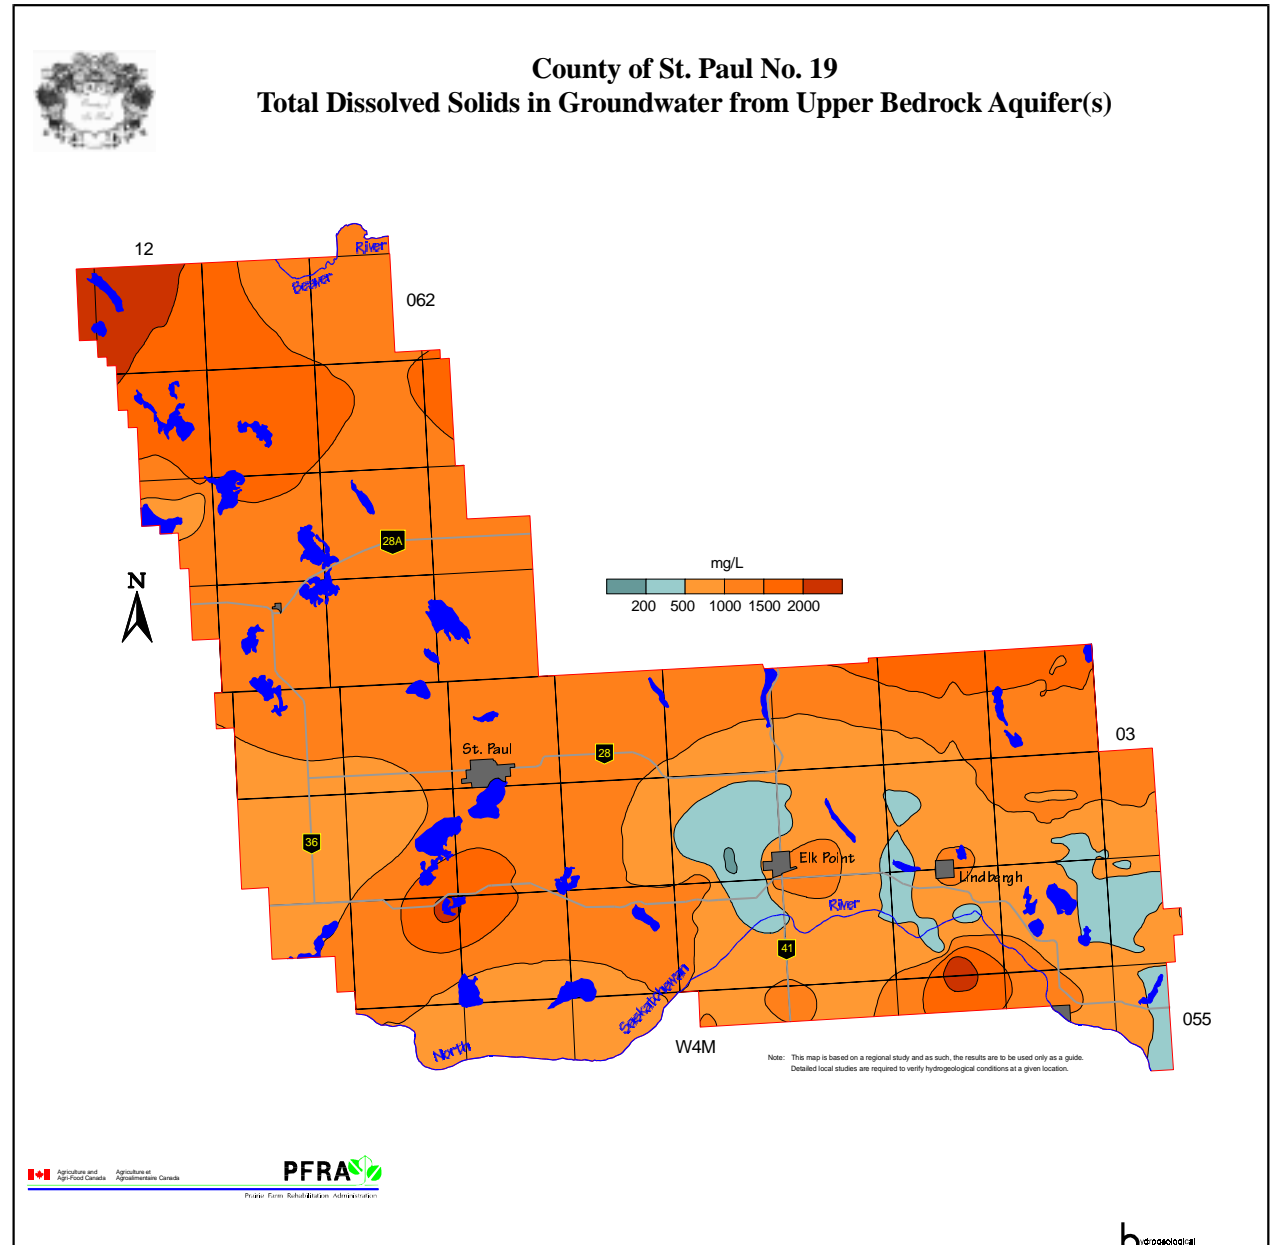 County of St. Paul No. 19
Total Dissolved Solids in Groundwater from Upper Bedrock Aquifer(s)
12
River
Beaver
062
28A
N
mg/L
200 500 1000 1500 2000
03
St. Paul
28
36
Elk Point
Lindbergh
River
41
Saskatchewan
North
W4M
055
Note: This map is based on a regional study and as such, the results are to be used only as a guide.
Detailed local studies are required to verify hydrogeological conditions at a given location.
Agriculture and Agriculture et
Agri-Food Canada Agroalimentaire Canada
PFRA
Prairie Farm Rehabilitation Administration
hydrogeological